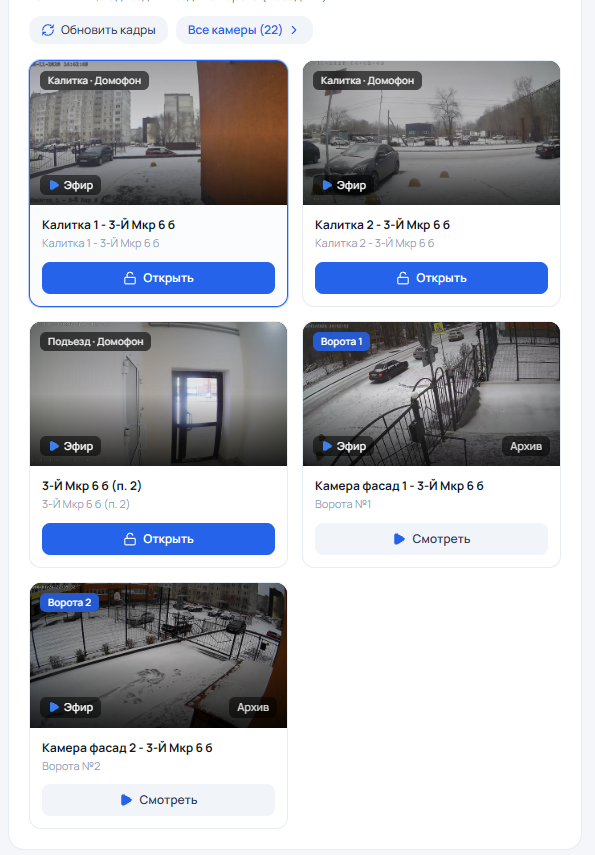 Обновить кадры
Все камеры (22)
Калитка · Домофон
Эфир
Калитка 1 - 3-Й Мкр 6 б
Калитка 1 - 3-Й Мкр 6 б
Открыть
Калитка · Домофон
Эфир
Калитка 2 - 3-Й Мкр 6 б
Калитка 2 - 3-Й Мкр 6 б
Открыть
Подъезд · Домофон
Эфир
3-Й Мкр 6 б (п. 2)
3-Й Мкр 6 б (п. 2)
Открыть
Ворота 1
Эфир
Архив
Камера фасад 1 - 3-Й Мкр 6 б
Ворота №1
Смотреть
Ворота 2
Эфир
Архив
Камера фасад 2 - 3-Й Мкр 6 б
Ворота №2
Смотреть